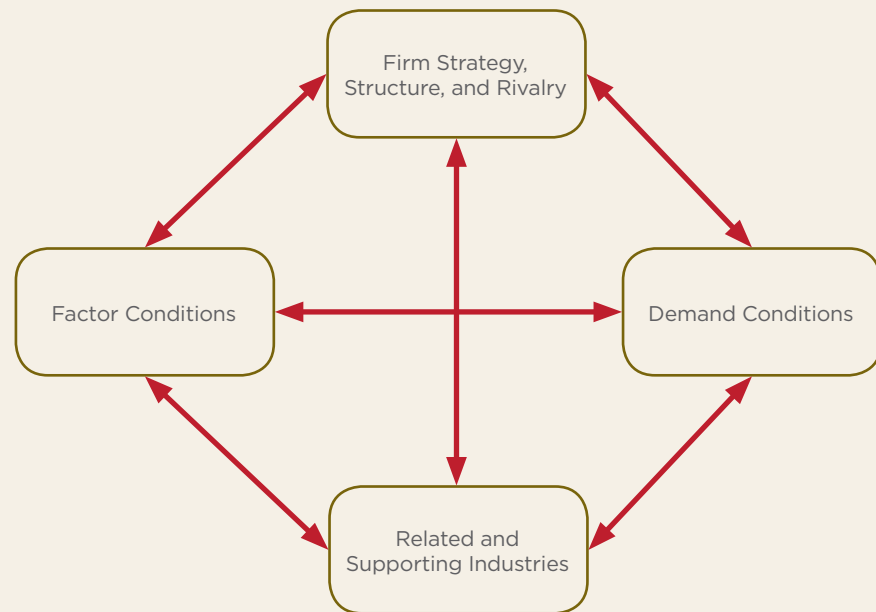 Firm Strategy,
Structure, and Rivalry
Factor Conditions
Demand Conditions
Related and
Supporting Industries